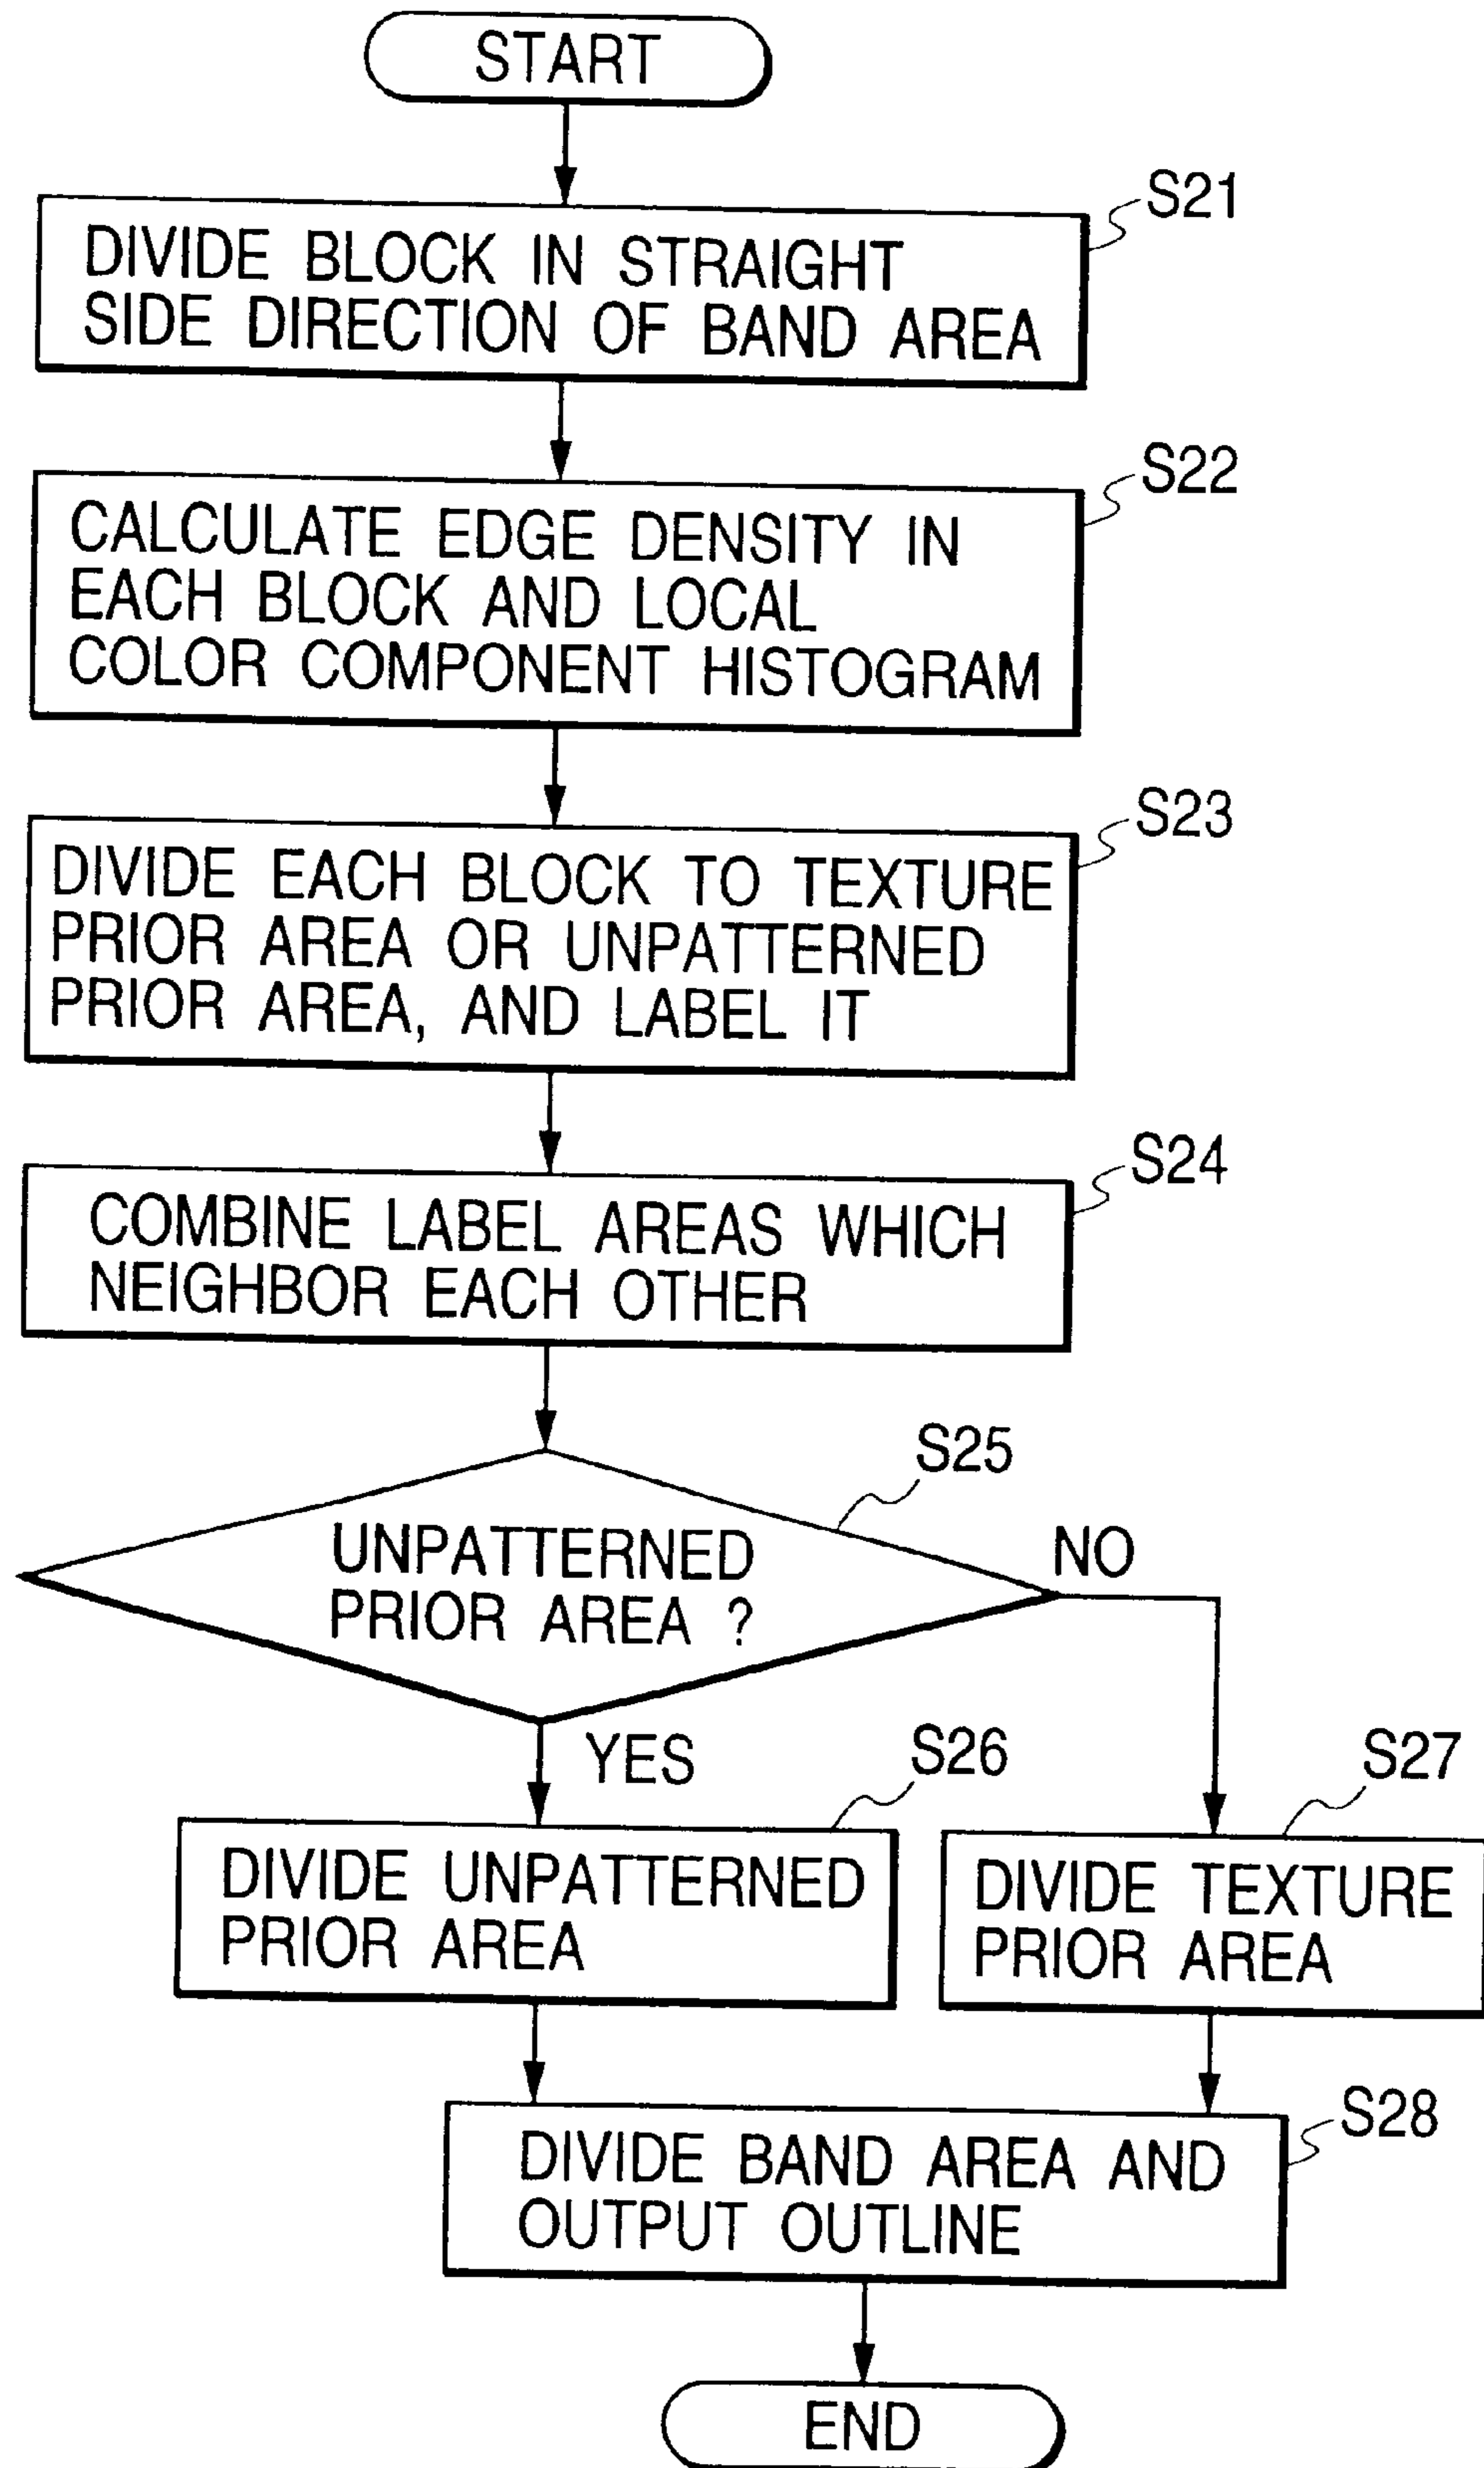 START
S21
DIVIDE BLOCK IN STRAIGHT
SIDE DIRECTION OF BAND AREA
S22
CALCULATE EDGE DENSITY IN
EACH BLOCK AND LOCAL
COLOR COMPONENT HISTOGRAM
S23
DIVIDE EACH BLOCK TO TEXTURE
PRIOR AREA OR UNPATTERNED
PRIOR AREA, AND LABEL IT
S24
COMBINE LABEL AREAS WHICH
NEIGHBOR EACH OTHER
S25
UNPATTERNED
PRIOR AREA ?
NO
YES
S26
DIVIDE UNPATTERNED
PRIOR AREA
S27
DIVIDE TEXTURE
PRIOR AREA
S28
DIVIDE BAND AREA AND
OUTPUT OUTLINE
END